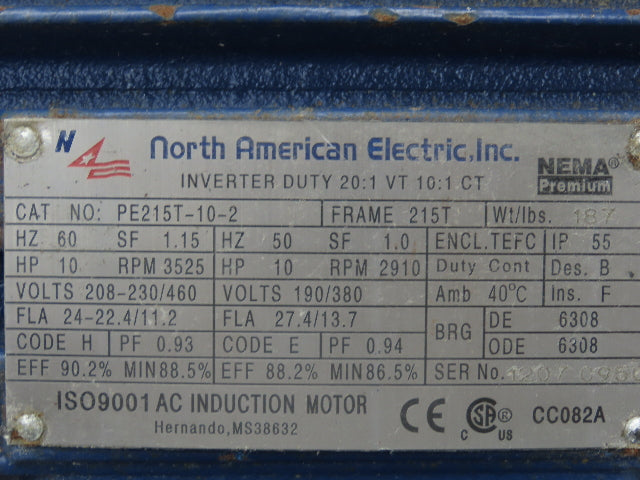 N
North American Electric, Inc.
INVERTER DUTY 20:1 VT 10:1 CT
NEMA®
Premium
CAT NO: PE215T-10-2 FRAME 215T Wt/lbs. 187
HZ 60 SF 1.15 HZ 50 SF 1.0 ENCL.TEFC IP 55
HP 10 RPM 3525 HP 10 RPM 2910 Duty Cont Des. B
VOLTS 208-230/460 VOLTS 190/380 Amb 40°C Ins. F
FLA 24-22.4/11.2 FLA 27.4/13.7 BRG DE 6308
CODE H PF 0.93 CODE E PF 0.94 ODE 6308
EFF 90.2% MIN88.5% EFF 88.2% MIN86.5% SER No.
ISO9001 AC INDUCTION MOTOR
Hernando, MS38632
CE
C SA ® US
CC082A